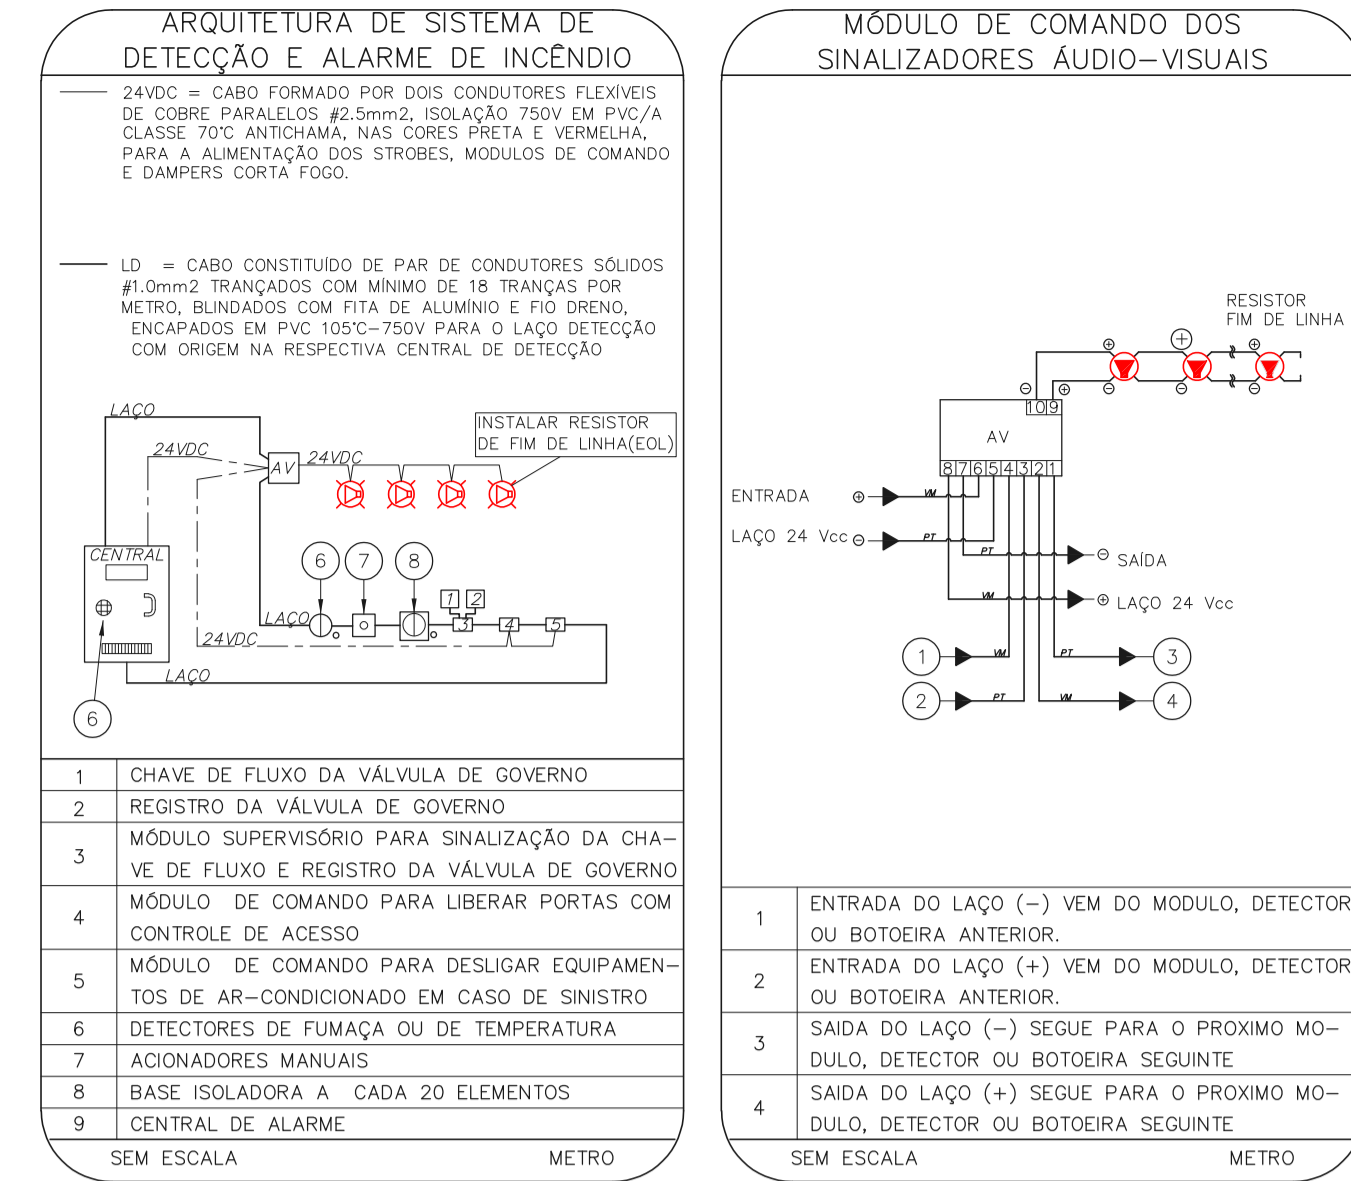 ARQUITETURA DE SISTEMA DE
DETECÇÃO E ALARME DE INCÊNDIO
24VDC = CABO FORMADO POR DOIS CONDUTORES FLEXÍVEIS
DE COBRE PARALELOS #2.5mm2, ISOLAÇÃO 750V EM PVC/A
CLASSE 70°C ANTICHAMA, NAS CORES PRETA E VERMELHA,
PARA A ALIMENTAÇÃO DOS STROBES, MODULOS DE COMANDO
E DAMPERS CORTA FOGO.
LD = CABO CONSTITUÍDO DE PAR DE CONDUTORES SÓLIDOS
#1.0mm2 TRANÇADOS COM MÍNIMO DE 18 TRANÇAS POR
METRO, BLINDADOS COM FITA DE ALUMÍNIO E FIO DRENO,
ENCAPADOS EM PVC 105°C-750V PARA O LAÇO DETECÇÃO
COM ORIGEM NA RESPECTIVA CENTRAL DE DETECÇÃO
LAÇO
INSTALAR RESISTOR
DE FIM DE LINHA(EOL)
24VDC
AV
24VDC
CENTRAL
6
7
8
1
2
LAÇO
3
4
5
24VDC
LAÇO
6
1 CHAVE DE FLUXO DA VÁLVULA DE GOVERNO
2 REGISTRO DA VÁLVULA DE GOVERNO
3 MÓDULO SUPERVISÓRIO PARA SINALIZAÇÃO DA CHA-
VE DE FLUXO E REGISTRO DA VÁLVULA DE GOVERNO
4 MÓDULO DE COMANDO PARA LIBERAR PORTAS COM
CONTROLE DE ACESSO
5 MÓDULO DE COMANDO PARA DESLIGAR EQUIPAMEN-
TOS DE AR-CONDICIONADO EM CASO DE SINISTRO
6 DETECTORES DE FUMAÇA OU DE TEMPERATURA
7 ACIONADORES MANUAIS
8 BASE ISOLADORA A CADA 20 ELEMENTOS
9 CENTRAL DE ALARME
SEM ESCALA METRO
MÓDULO DE COMANDO DOS
SINALIZADORES ÁUDIO-VISUAIS
RESISTOR
FIM DE LINHA
+ + +
- - -
- +
10 9
AV
8 7 6 5 4 3 2 1
ENTRADA + VM
LAÇO 24 Vcc - PT
PT - SAÍDA
VM + LAÇO 24 Vcc
1 VM PT 3
2 PT VM 4
1 ENTRADA DO LAÇO (-) VEM DO MODULO, DETECTOR
OU BOTOEIRA ANTERIOR.
2 ENTRADA DO LAÇO (+) VEM DO MODULO, DETECTOR
OU BOTOEIRA ANTERIOR.
3 SAIDA DO LAÇO (-) SEGUE PARA O PROXIMO MO-
DULO, DETECTOR OU BOTOEIRA SEGUINTE
4 SAIDA DO LAÇO (+) SEGUE PARA O PROXIMO MO-
DULO, DETECTOR OU BOTOEIRA SEGUINTE
SEM ESCALA METRO